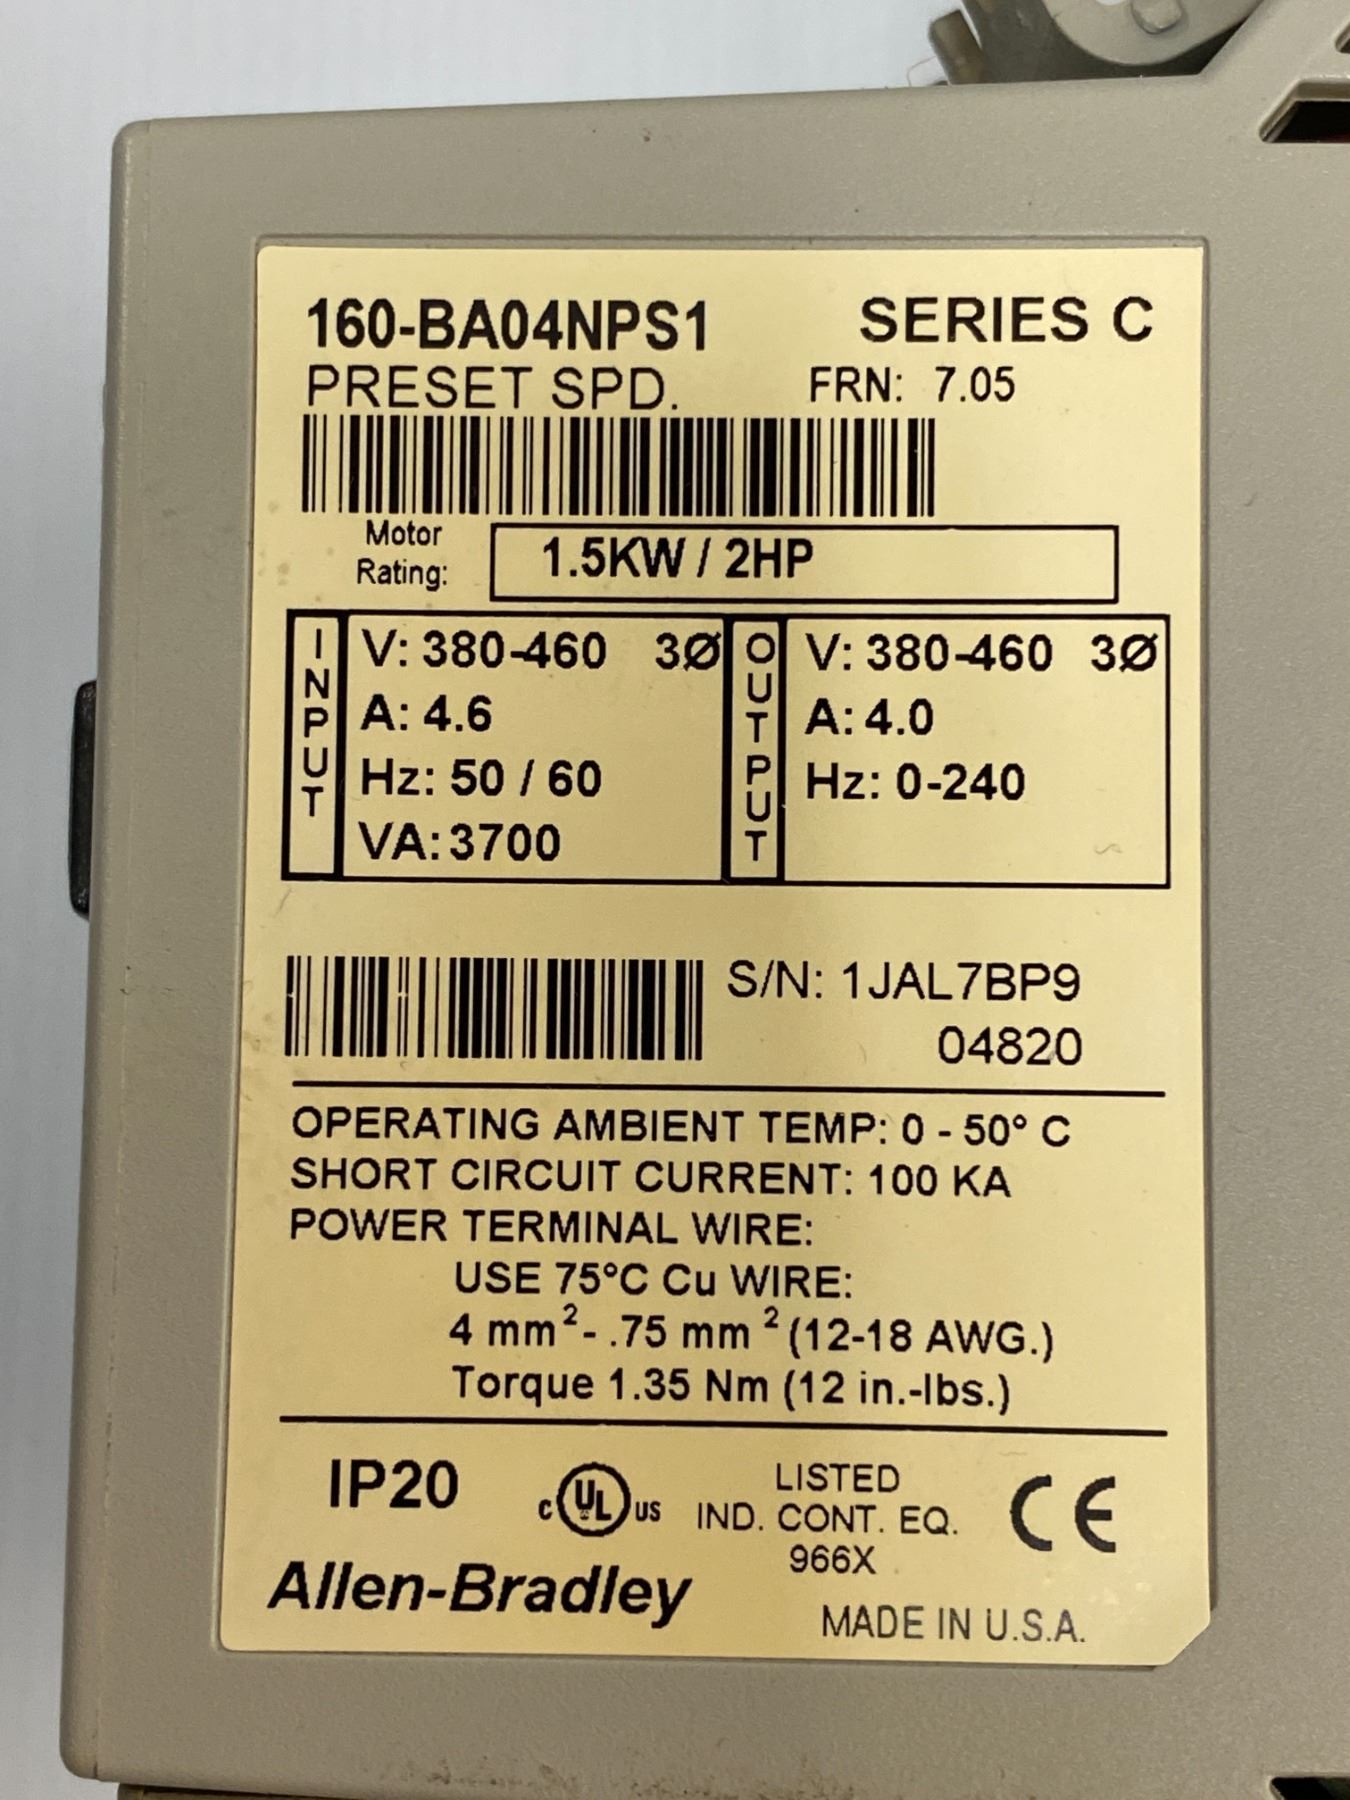 160-BA04NPS1 SERIES C
PRESET SPD. FRN: 7.05
Motor
Rating: 1.5KW / 2HP
INPUT
V: 380-460 3Ø
A: 4.6
Hz: 50 / 60
VA: 3700
OUTPUT
V: 380-460 3Ø
A: 4.0
Hz: 0-240
S/N: 1JAL7BP9
04820
OPERATING AMBIENT TEMP: 0 - 50° C
SHORT CIRCUIT CURRENT: 100 KA
POWER TERMINAL WIRE:
USE 75°C Cu WIRE:
4 mm² - .75 mm² (12-18 AWG.)
Torque 1.35 Nm (12 in.-lbs.)
IP20
C UL US
LISTED
IND. CONT. EQ.
966X
CE
Allen-Bradley
MADE IN U.S.A.